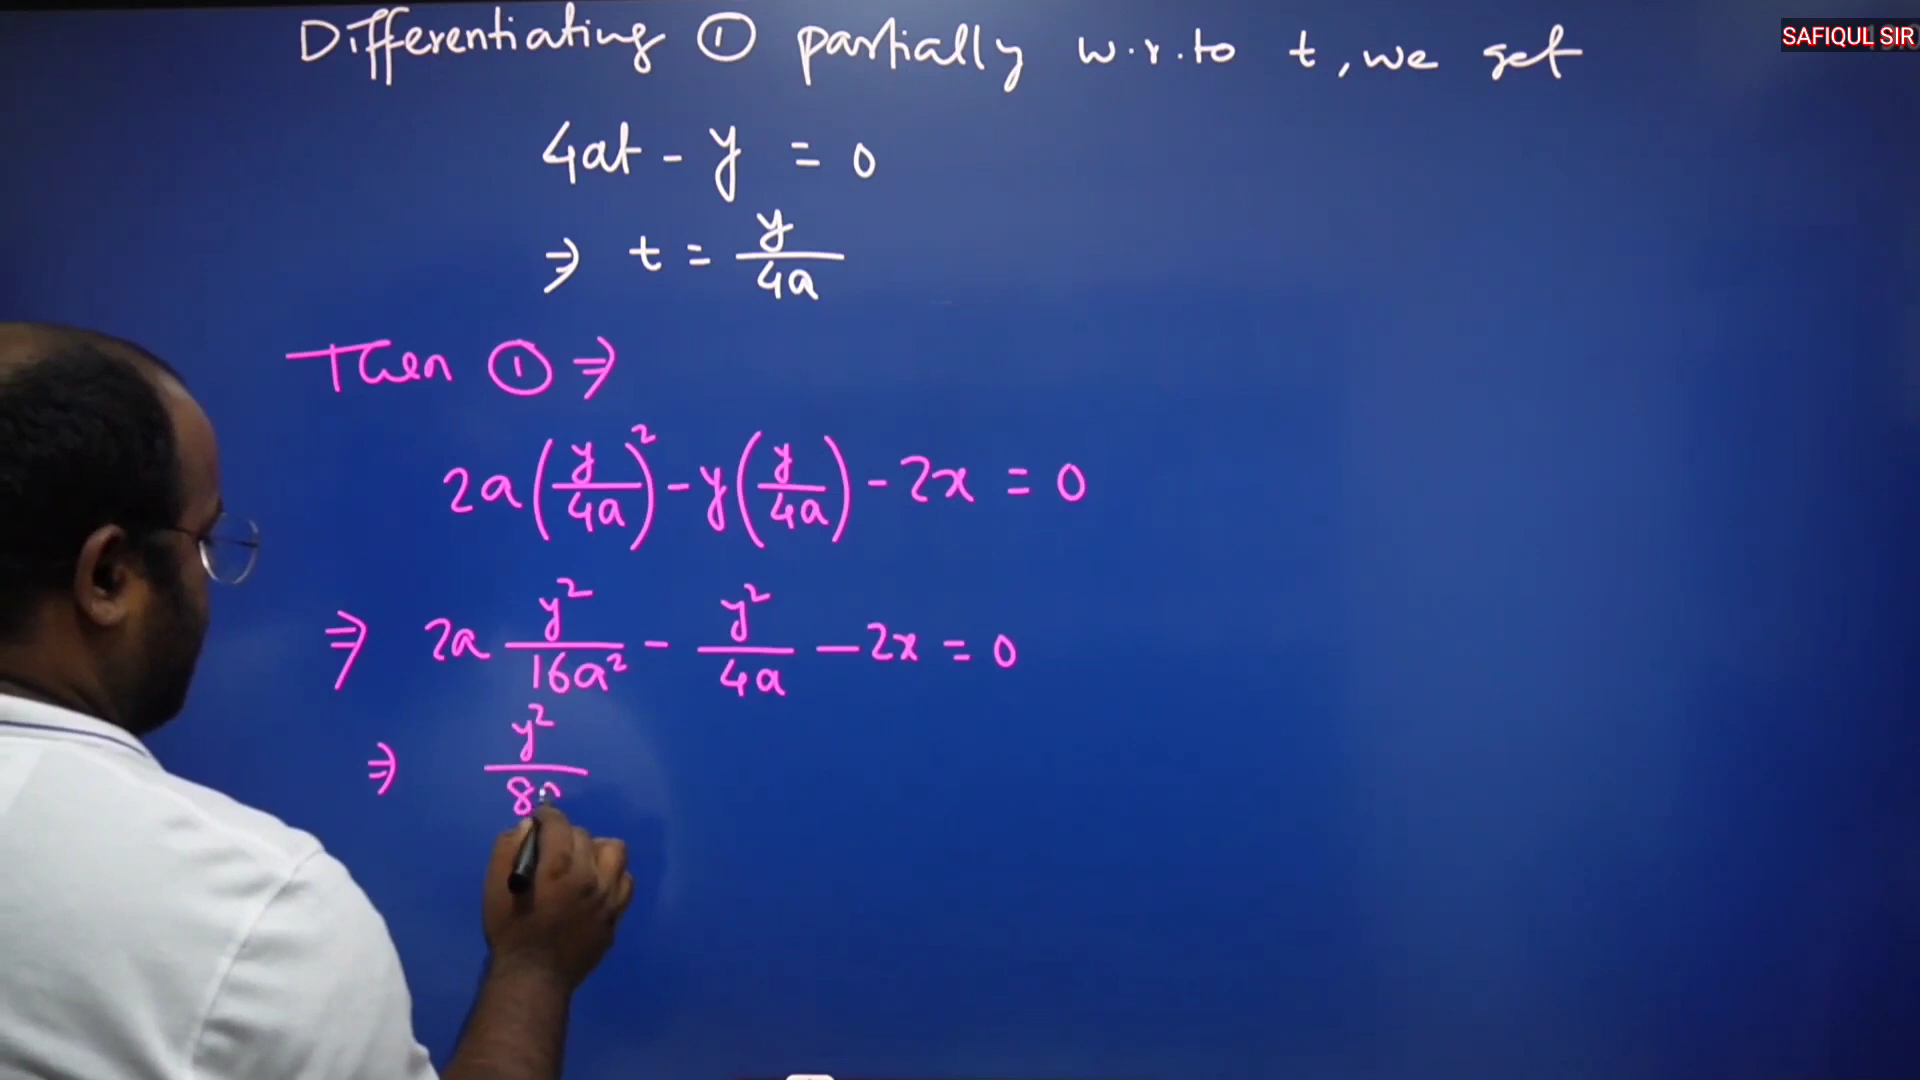 Differentiating ① partially w.r.to t, we get
SAFIQUL SIR
4at - y = 0
⇒ t = y/4a
Then ① ⇒
2a(y/4a)² - y(y/4a) - 2x = 0
⇒ 2a y²/16a² - y²/4a - 2x = 0
⇒ y²/8a